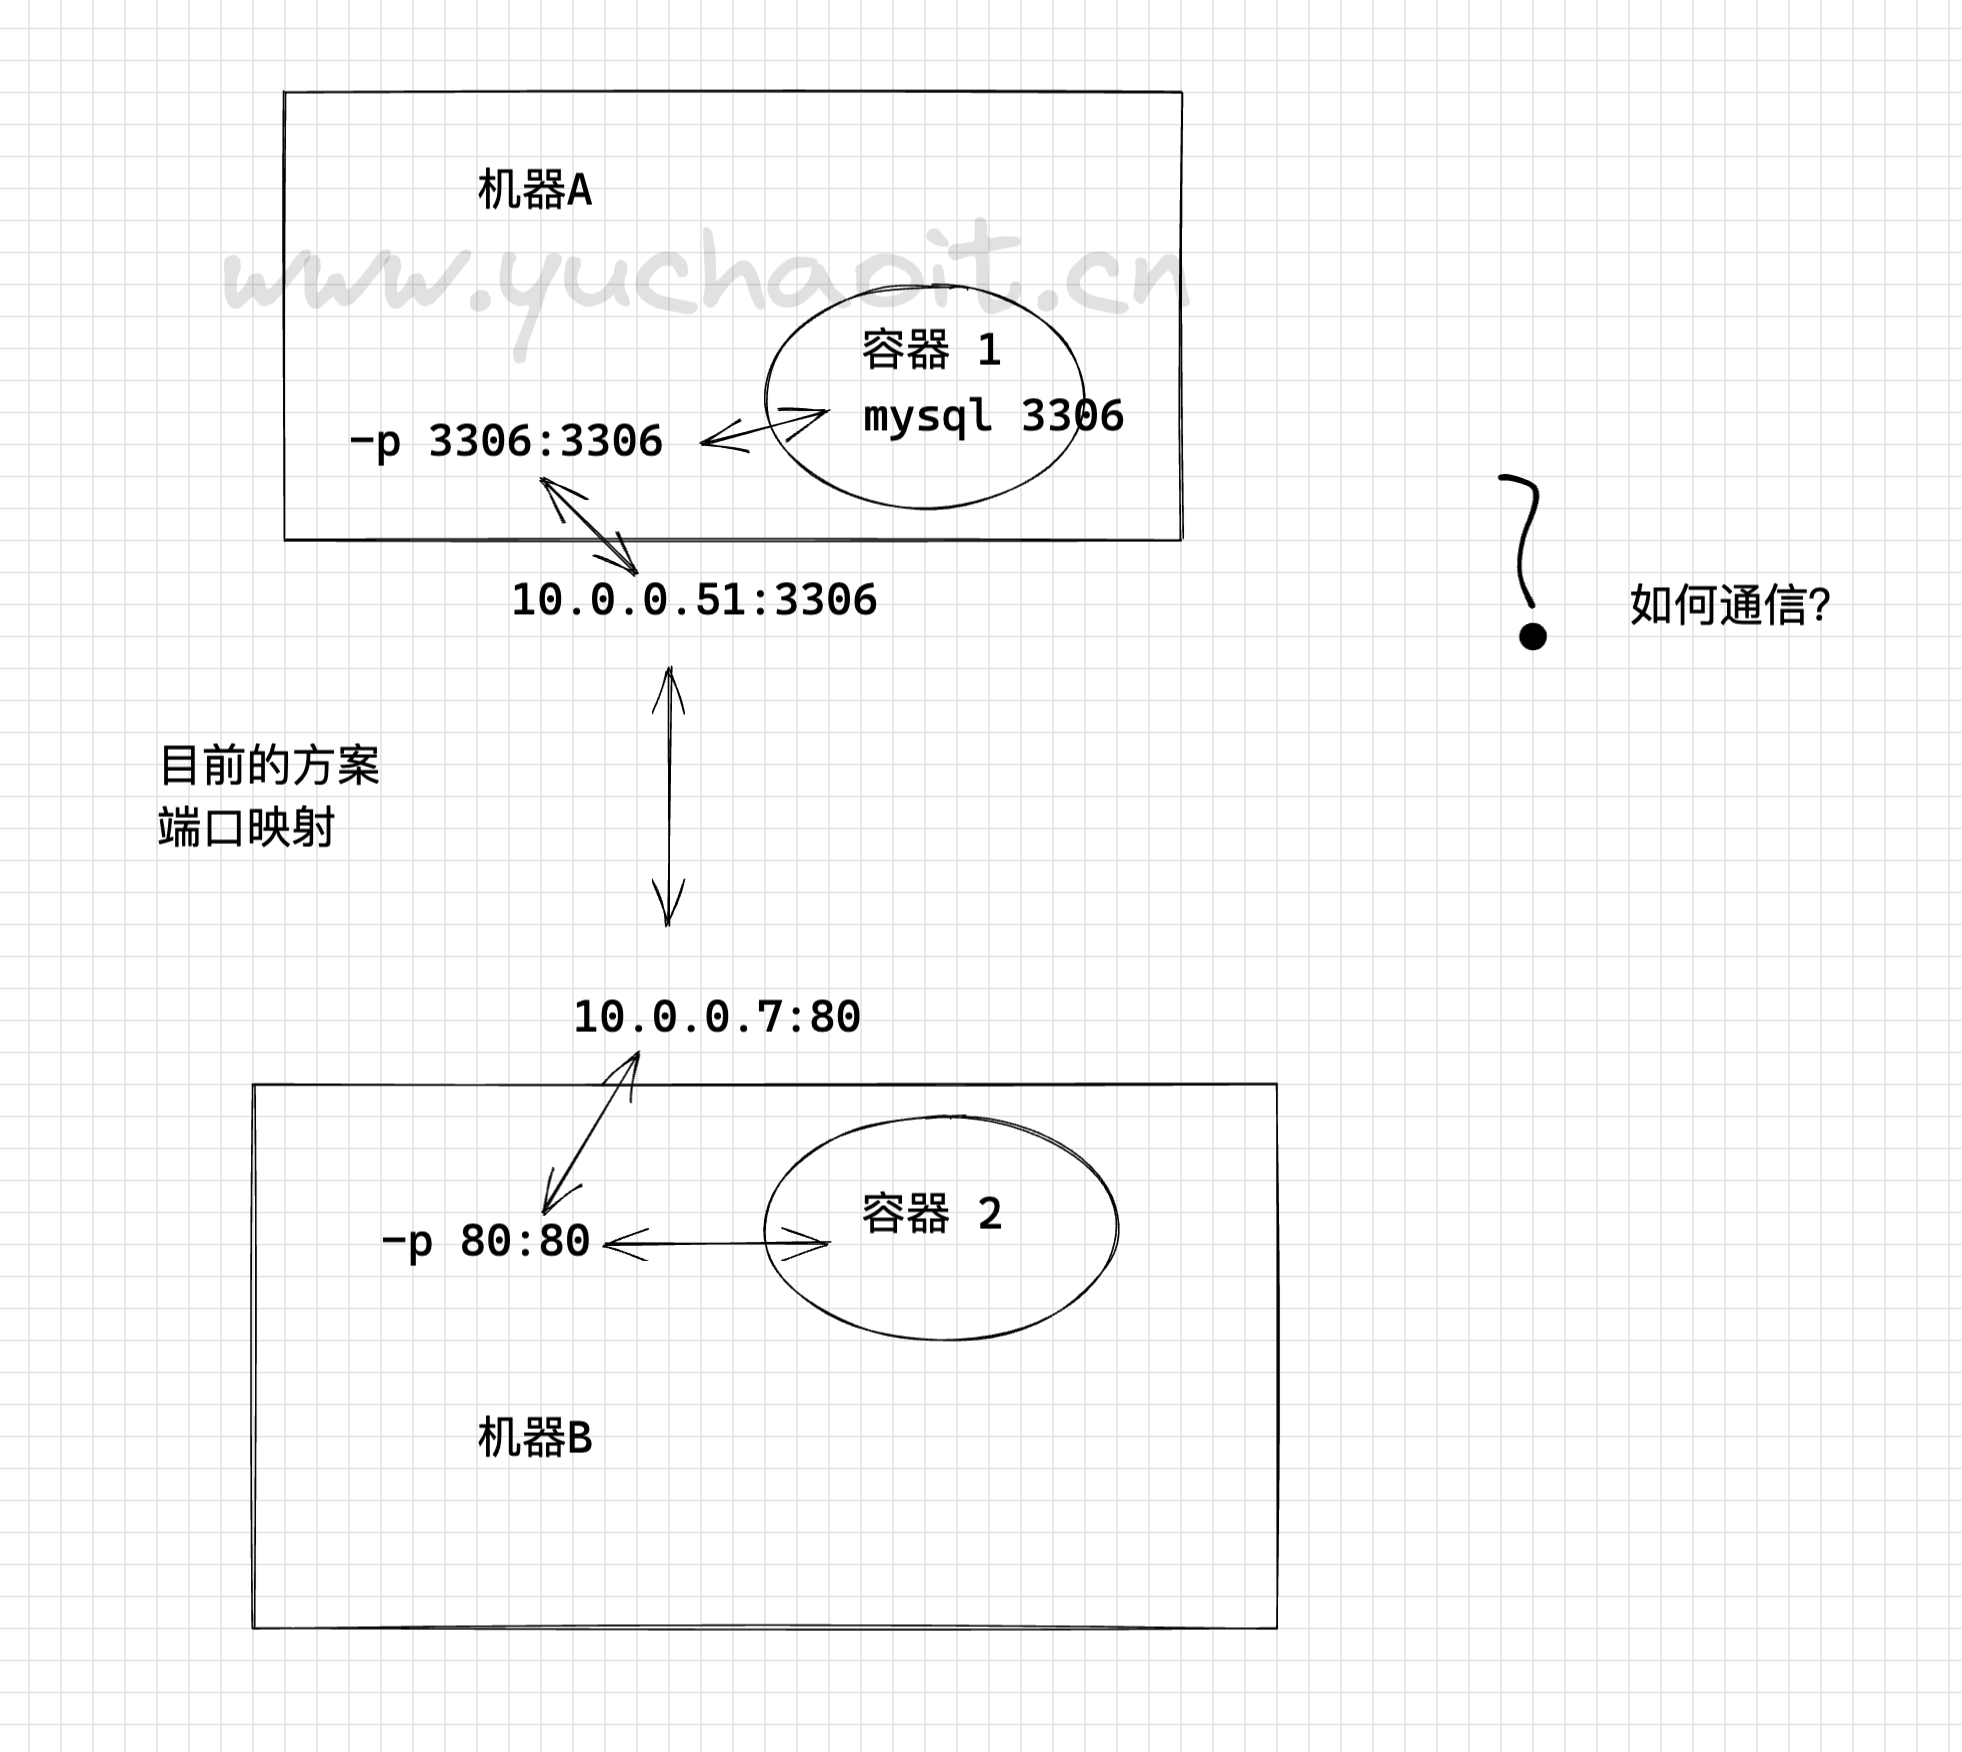 机器A
www.yuchaoit.cn
容器 1
mysql 3306
-p 3306:3306
10.0.0.51:3306
如何通信?
目前的方案
端口映射
10.0.0.7:80
容器 2
-p 80:80
机器B